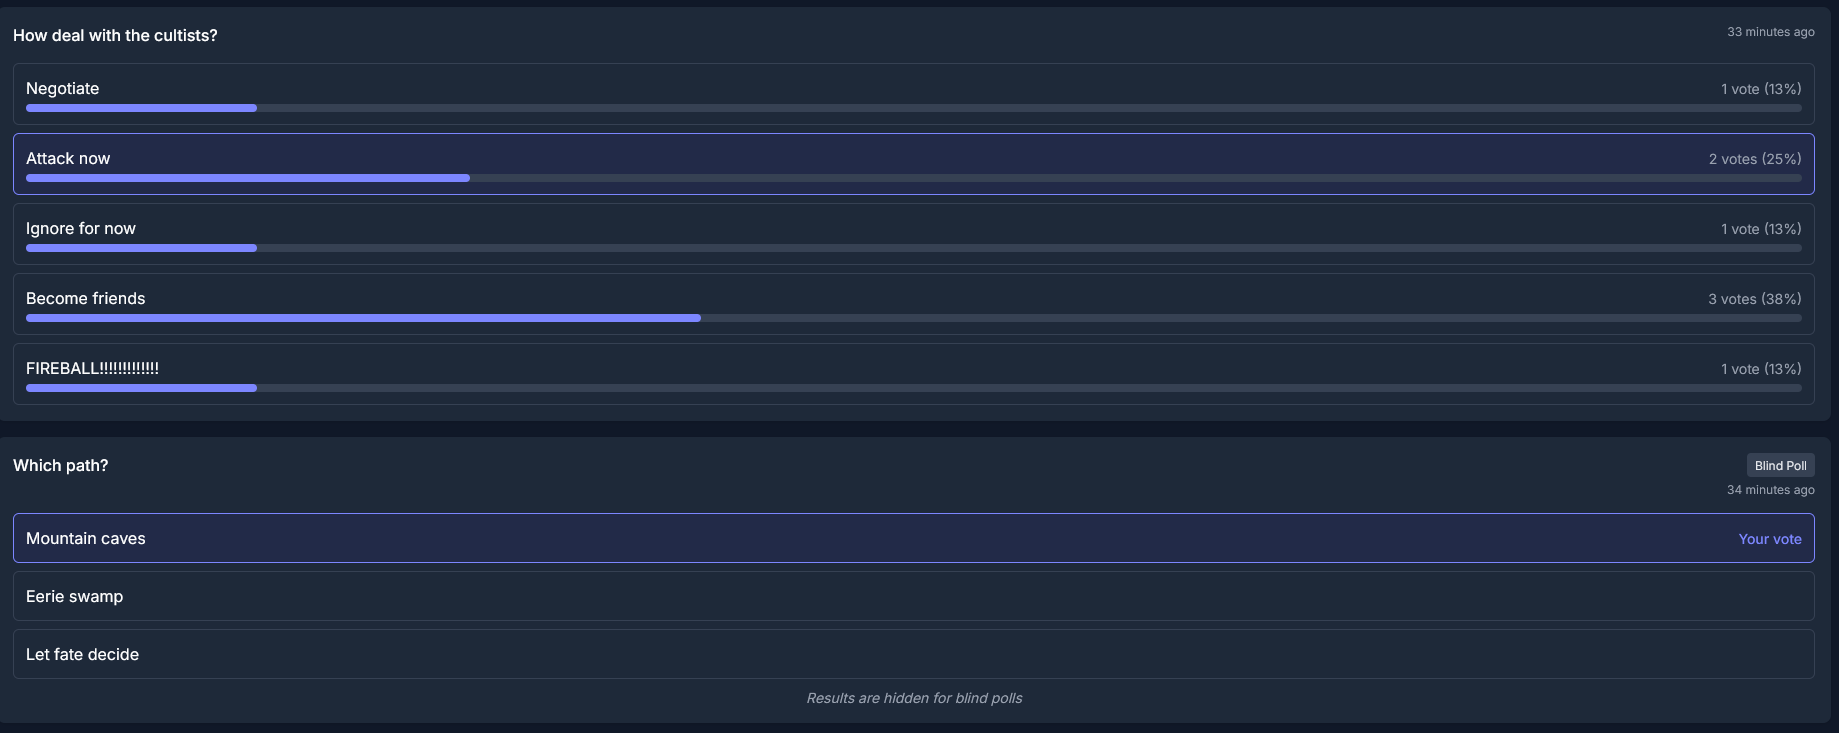 How deal with the cultists?
33 minutes ago
Negotiate
1 vote (13%)
Attack now
2 votes (25%)
Ignore for now
1 vote (13%)
Become friends
3 votes (38%)
FIREBALL!!!!!!!!!!!!!
1 vote (13%)
Which path?
Blind Poll
34 minutes ago
Mountain caves
Your vote
Eerie swamp
Let fate decide
Results are hidden for blind polls